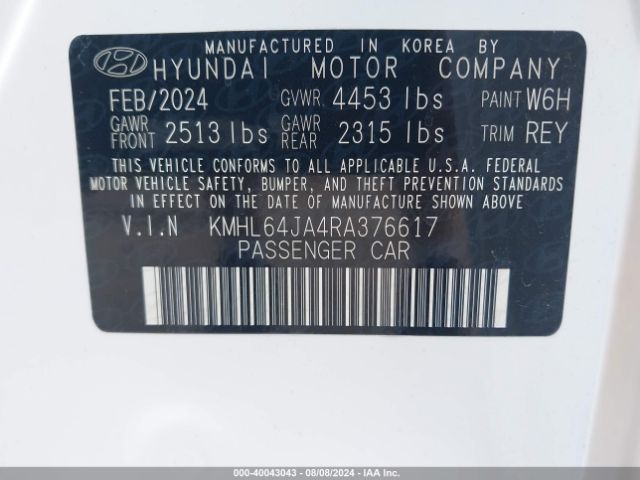 MANUFACTURED IN KOREA BY
HYUNDAI MOTOR COMPANY
FEB/2024 GVWR 4453 lbs PAINT W6H
GAWR FRONT 2513 lbs GAWR REAR 2315 lbs TRIM REY
THIS VEHICLE CONFORMS TO ALL APPLICABLE U.S.A. FEDERAL
MOTOR VEHICLE SAFETY, BUMPER, AND THEFT PREVENTION STANDARDS
IN EFFECT ON THE DATE OF MANUFACTURE SHOWN ABOVE.
V.I.N KMHL64JA4RA376617
PASSENGER CAR
000-40043043 - 08/08/2024 - IAA Inc.